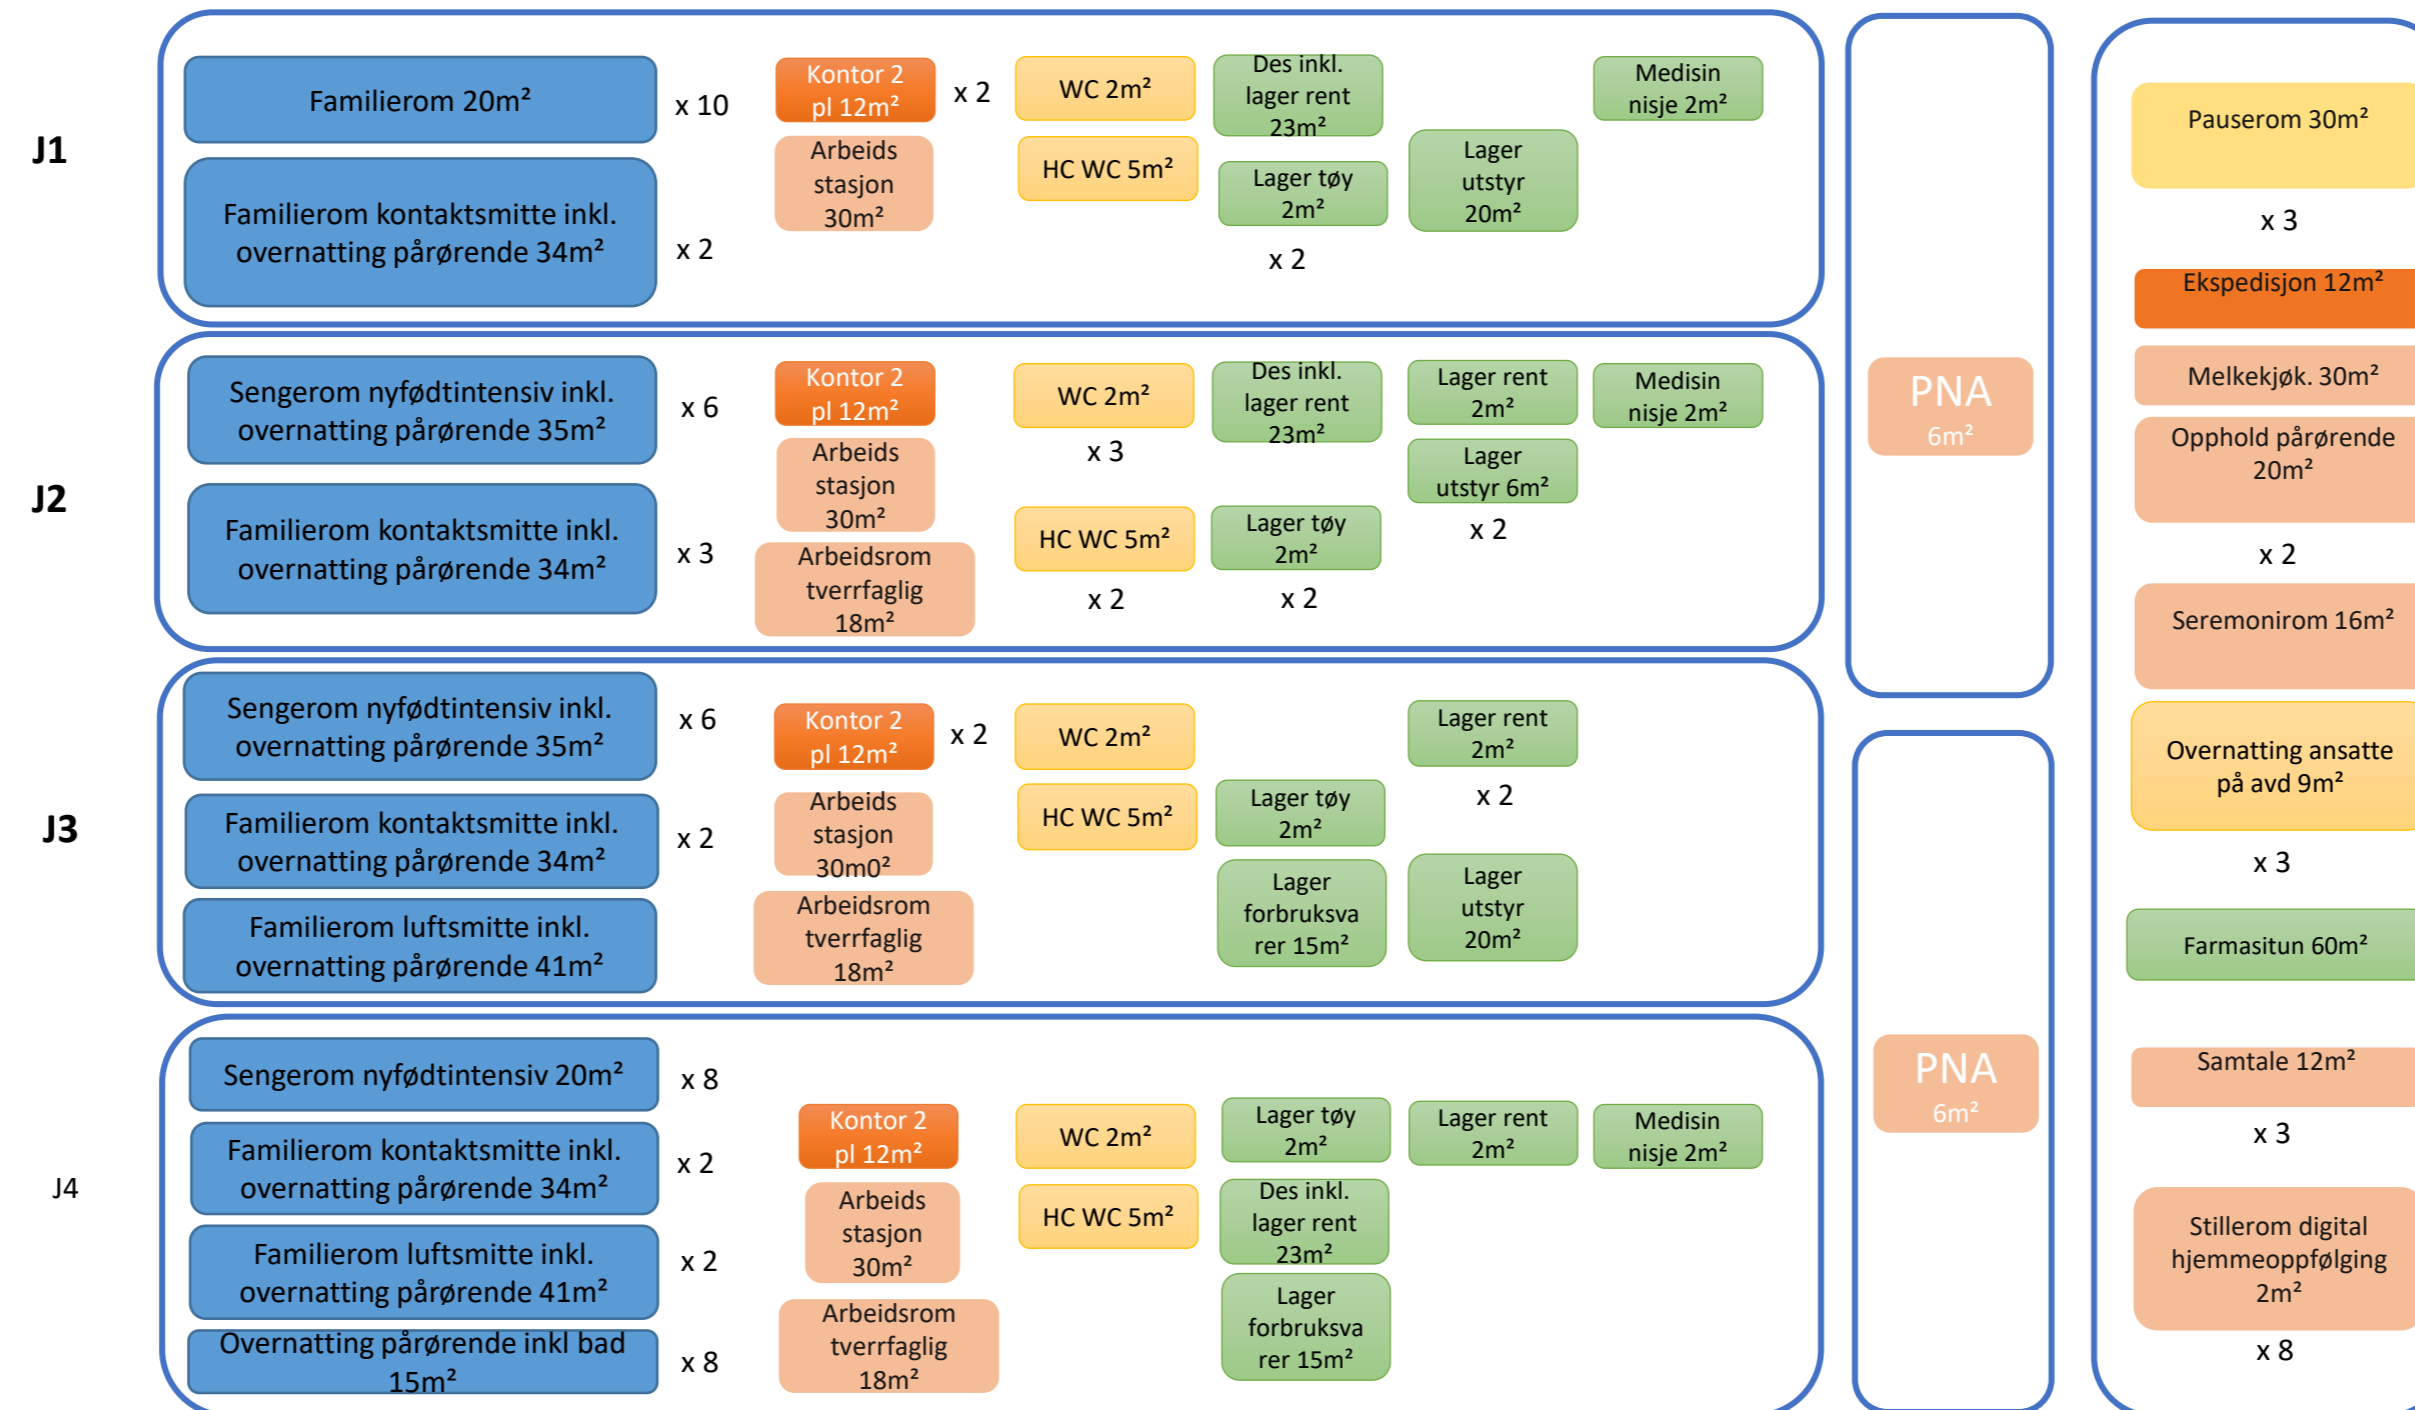 J1
Familierom 20m²
x 10
Familierom kontaktsmitte inkl.
overnatting pårørende 34m²
x 2
Kontor 2
pl 12m²
x 2
Arbeids
stasjon
30m²
WC 2m²
HC WC 5m²
Des inkl.
lager rent
23m²
Lager tøy
2m²
x 2
Lager
utstyr
20m²
Medisin
nisje 2m²
J2
Sengerom nyfødtintensiv inkl.
overnatting pårørende 35m²
x 6
Familierom kontaktsmitte inkl.
overnatting pårørende 34m²
x 3
Kontor 2
pl 12m²
Arbeids
stasjon
30m²
Arbeidsrom
tverrfaglig
18m²
WC 2m²
x 3
HC WC 5m²
x 2
Des inkl.
lager rent
23m²
Lager tøy
2m²
x 2
Lager rent
2m²
Lager
utstyr 6m²
x 2
Medisin
nisje 2m²
J3
Sengerom nyfødtintensiv inkl.
overnatting pårørende 35m²
x 6
Familierom kontaktsmitte inkl.
overnatting pårørende 34m²
x 2
Familierom luftsmitte inkl.
overnatting pårørende 41m²
Kontor 2
pl 12m²
x 2
Arbeids
stasjon
30m0²
Arbeidsrom
tverrfaglig
18m²
WC 2m²
HC WC 5m²
Lager tøy
2m²
Lager
forbruksva
rer 15m²
Lager rent
2m²
x 2
Lager
utstyr
20m²
J4
Sengerom nyfødtintensiv 20m²
x 8
Familierom kontaktsmitte inkl.
overnatting pårørende 34m²
x 2
Familierom luftsmitte inkl.
overnatting pårørende 41m²
x 2
Overnatting pårørende inkl bad
15m²
x 8
Kontor 2
pl 12m²
Arbeids
stasjon
30m²
Arbeidsrom
tverrfaglig
18m²
WC 2m²
HC WC 5m²
Lager tøy
2m²
Des inkl.
lager rent
23m²
Lager
forbruksva
rer 15m²
Lager rent
2m²
Medisin
nisje 2m²
PNA
6m²
PNA
6m²
Pauserom 30m²
x 3
Ekspedisjon 12m²
Melkekjøk. 30m²
Opphold pårørende
20m²
x 2
Seremonirom 16m²
Overnatting ansatte
på avd 9m²
x 3
Farmasitun 60m²
Samtale 12m²
x 3
Stillerom digital
hjemmeoppfølging
2m²
x 8